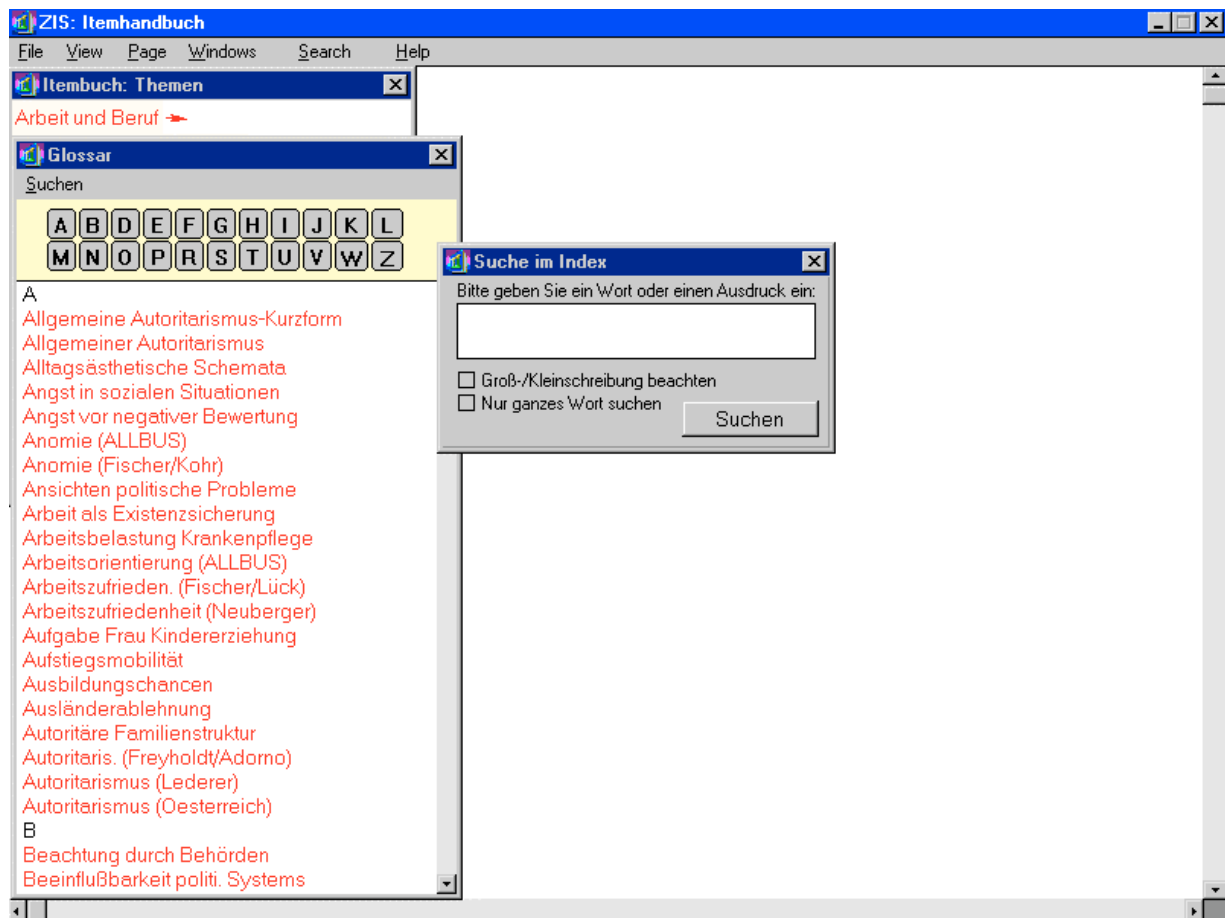 ZIS: Itemhandbuch
File View Page Windows Search Help
Itembuch: Themen
Arbeit und Beruf
Glossar
Suchen
A B D E F G H I J K L
M N O P R S T U V W Z
A
Allgemeine Autoritarismus-Kurzform
Allgemeiner Autoritarismus
Alltagsästhetische Schemata
Angst in sozialen Situationen
Angst vor negativer Bewertung
Anomie (ALLBUS)
Anomie (Fischer/Kohr)
Ansichten politische Probleme
Arbeit als Existenzsicherung
Arbeitsbelastung Krankenpflege
Arbeitsorientierung (ALLBUS)
Arbeitszufrieden. (Fischer/Lück)
Arbeitszufriedenheit (Neuberger)
Aufgabe Frau Kindererziehung
Aufstiegsmobilität
Ausbildungschancen
Ausländerablehnung
Autoritäre Familienstruktur
Autoritaris. (Freyholdt/Adorno)
Autoritarismus (Lederer)
Autoritarismus (Oesterreich)
B
Beachtung durch Behörden
Beeinflußbarkeit politi. Systems
Suche im Index
Bitte geben Sie ein Wort oder einen Ausdruck ein:
Groß-/Kleinschreibung beachten
Nur ganzes Wort suchen
Suchen